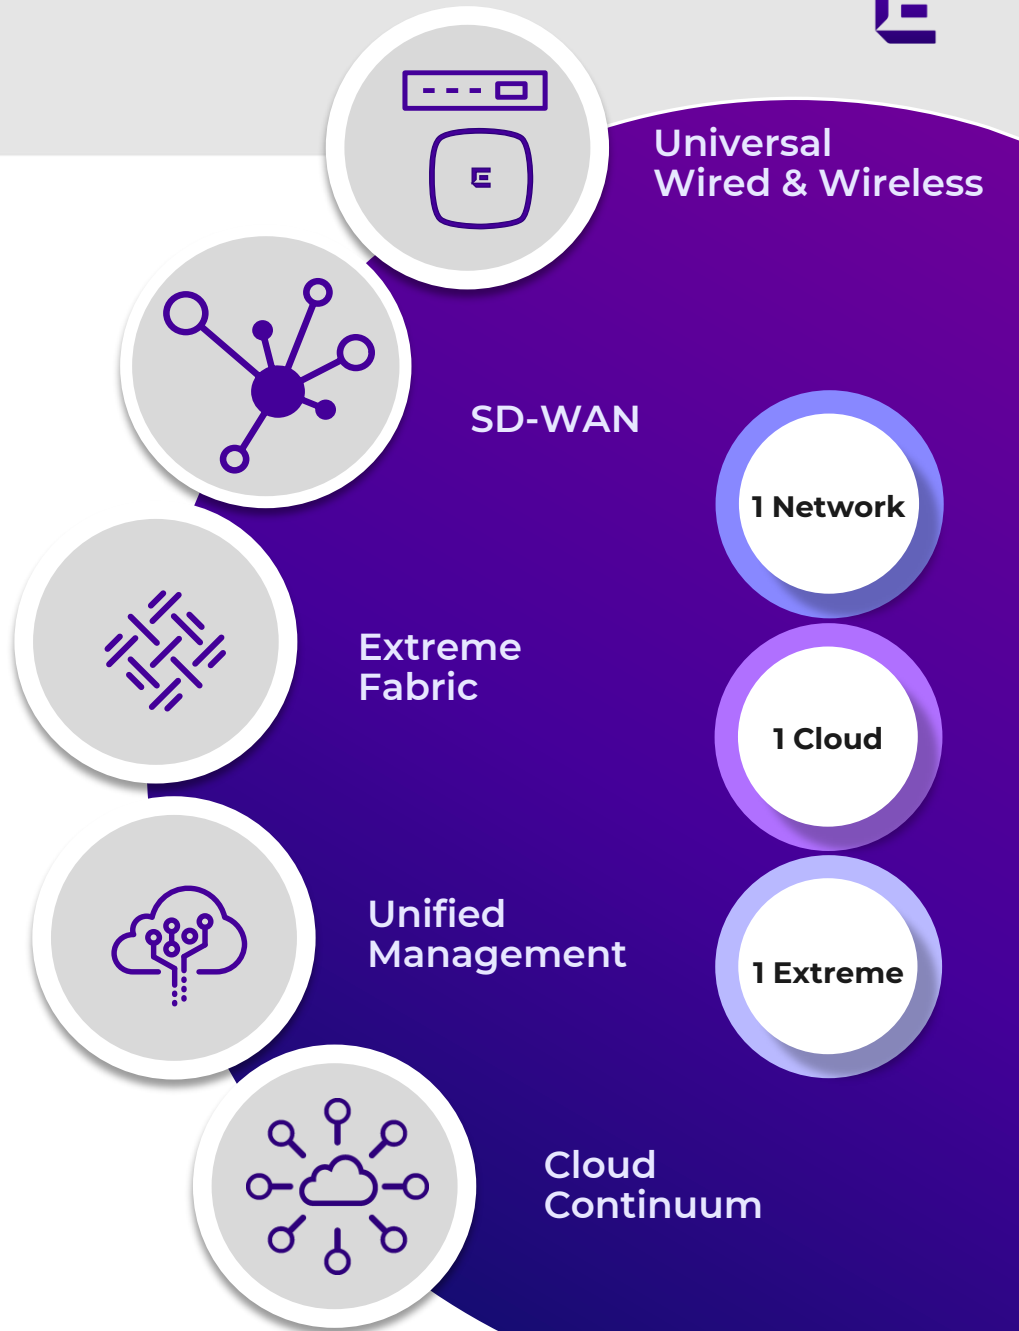 Universal
Wired & Wireless
SD-WAN
1 Network
Extreme
Fabric
1 Cloud
Unified
Management
1 Extreme
Cloud
Continuum